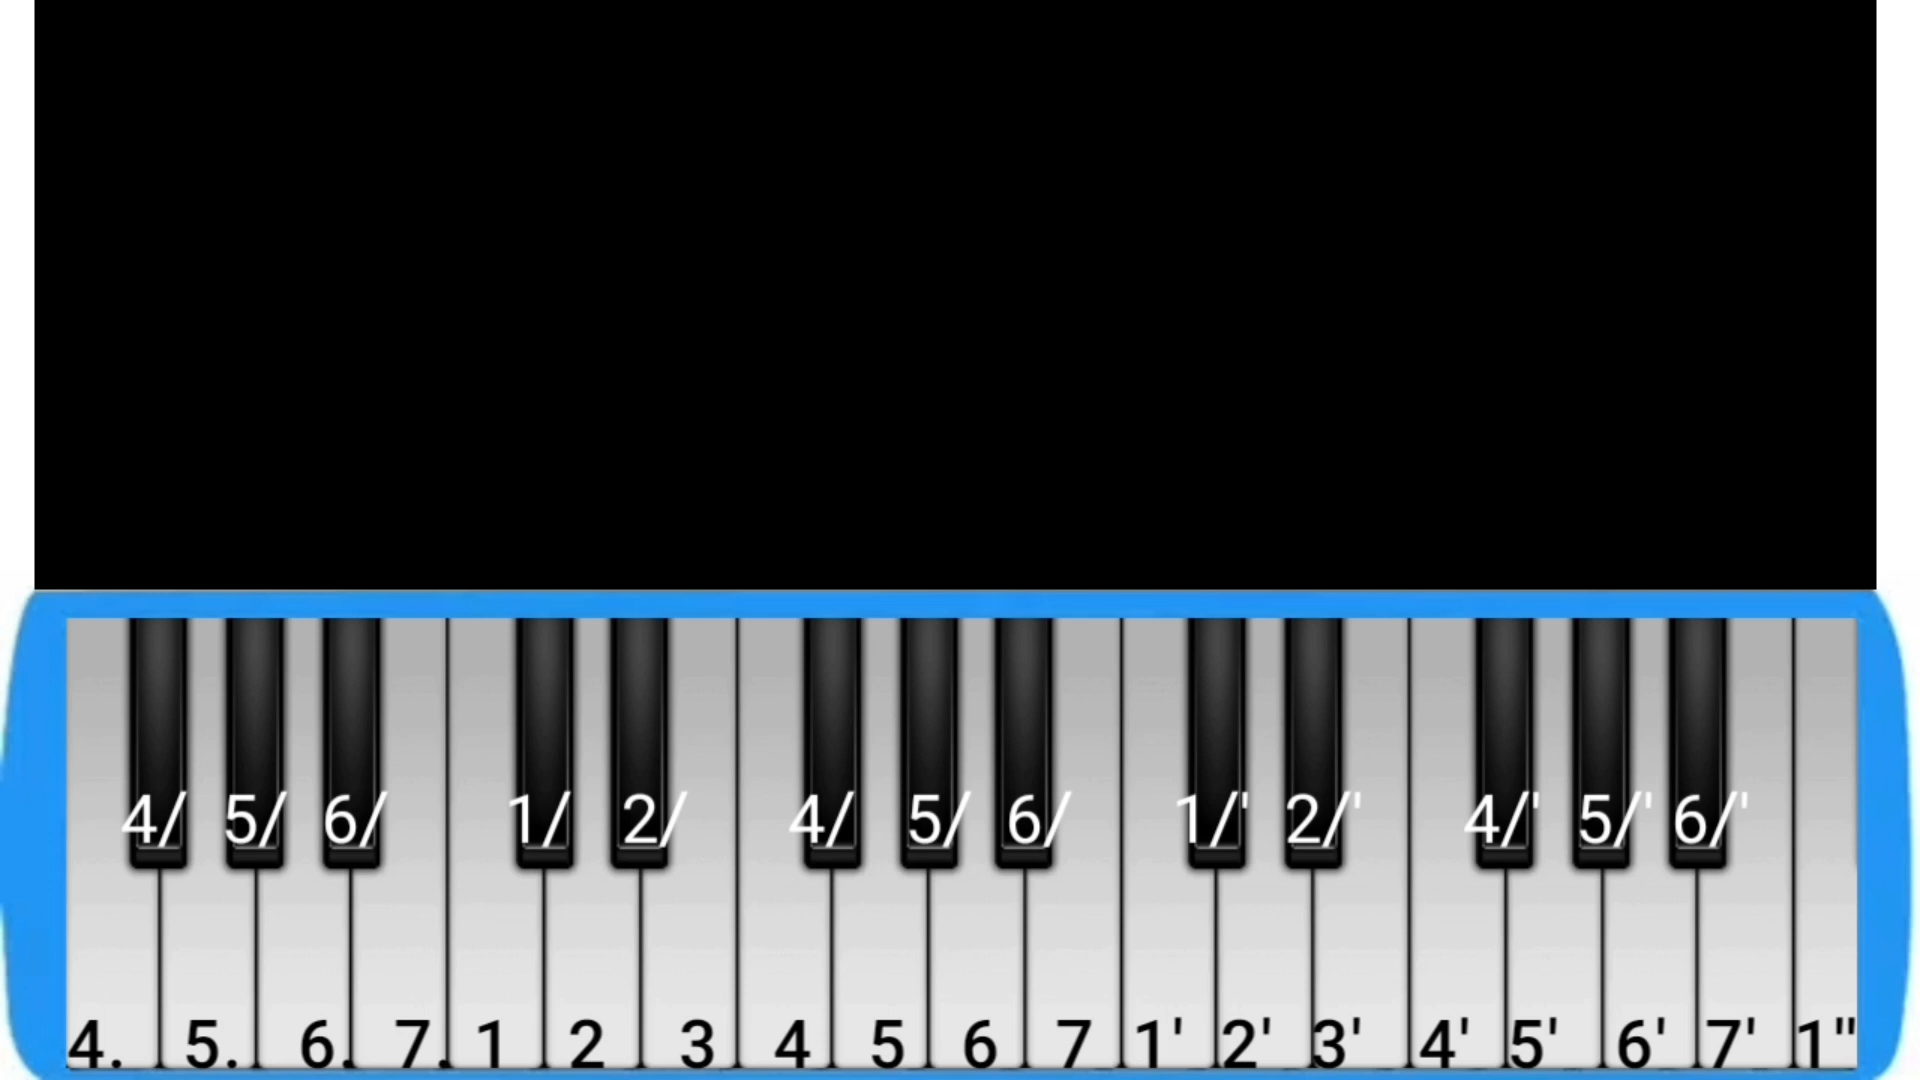 4/ 5/ 6/ 1/ 2/ 4/ 5/ 6/ 1/' 2/' 4/' 5/' 6/'
4. 5. 6. 7. 1 2 3 4 5 6 7 1' 2' 3' 4' 5' 6' 7' 1"